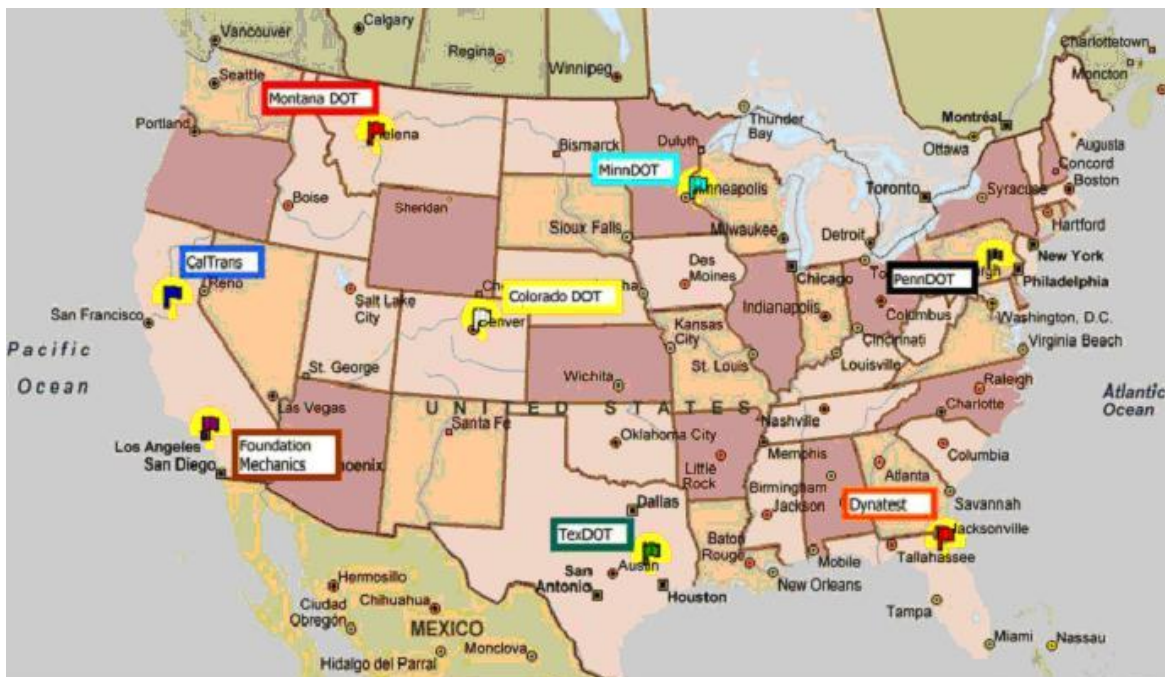 Calgary
Vancouver
Regina
Winnipeg
Charlottetown
Moncton
Seattle
Montana DOT
Portland
Thunder
Bay
Montréal
Ottawa
Augusta
Bismarck
Duluth
Concord
Boston
MinnDOT
Minneapolis
Toronto
Syracuse
Boise
Sheridan
Hartford
Sioux Falls
Milwaukee
Detroit
New York
CalTrans
Reno
Des
Moines
Chicago
PennDOT
Philadelphia
Colorado DOT
Salt Lake
City
Indianapolis
Columbus
Washington, D.C.
San Francisco
Kansas
City
Cincinnati
Virginia Beach
Pacific
Ocean
St. George
Wichita
St. Louis
Louisville
Raleigh
Atlantic
Ocean
Las Vegas
UNITED STATES
Santa Fe
Nashville
Charlotte
Los Angeles
San Diego
Foundation
Mechanics
Oklahoma City
Memphis
Little
Rock
Atlanta
Columbia
Birmingham
Jackson
Dallas
Dynatest
Savannah
TexDOT
Baton
Rouge
Jacksonville
Tallahassee
Mobile
Austin
San
Antonio
Houston
New Orleans
Hermosillo
Ciudad
Obregón
Chihuahua
MEXICO
Tampa
Monclova
Hidalgo del Parral
Miami
Nassau